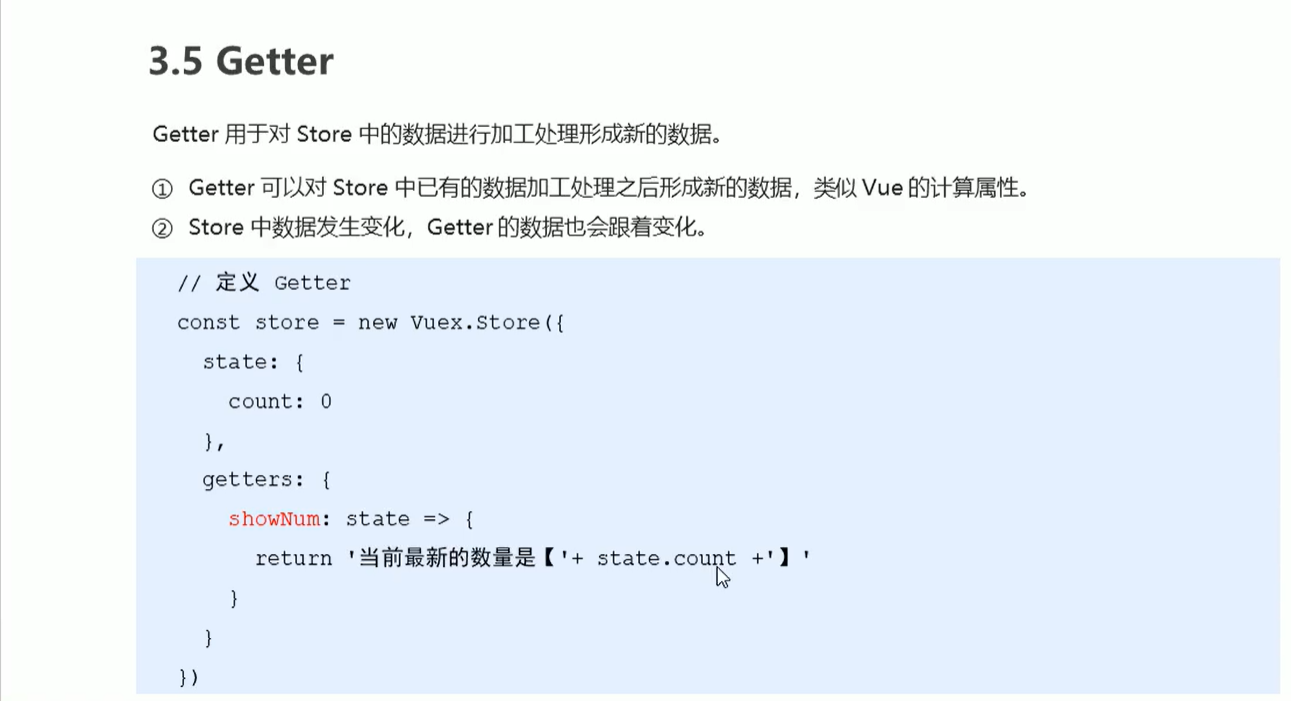 3.5 Getter
Getter 用于对 Store 中的数据进行加工处理形成新的数据。
① Getter 可以对 Store 中已有的数据加工处理之后形成新的数据，类似 Vue 的计算属性。
② Store 中数据发生变化，Getter 的数据也会跟着变化。
// 定义 Getter
const store = new Vuex.Store({
state: {
count: 0
},
getters: {
showNum: state => {
return '当前最新的数量是【'+ state.count +'】'
}
}
})